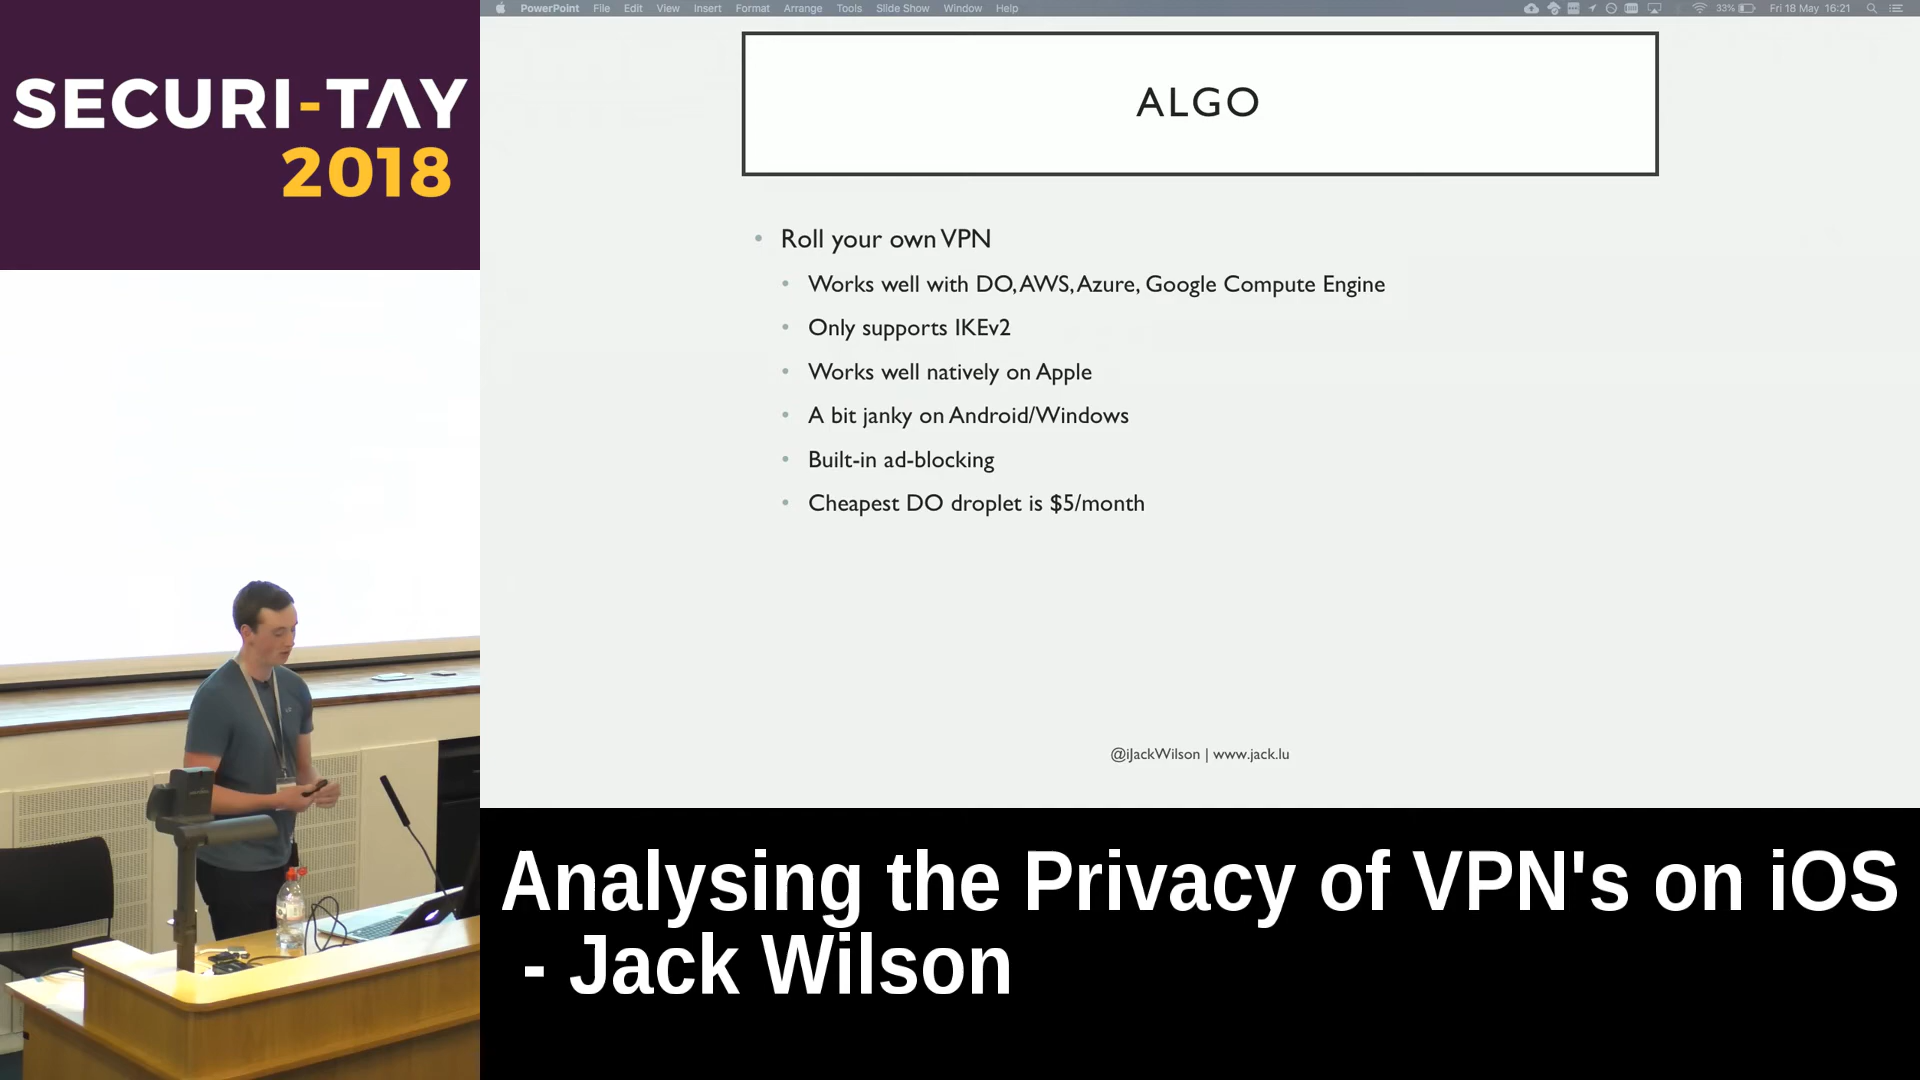 SECURI-TAY
2018
PowerPoint File Edit View Insert Format Arrange Tools Slide Show Window Help 33% Fri 18 May 16:21
ALGO
• Roll your own VPN
• Works well with DO, AWS, Azure, Google Compute Engine
• Only supports IKEv2
• Works well natively on Apple
• A bit janky on Android/Windows
• Built-in ad-blocking
• Cheapest DO droplet is $5/month
@iJackWilson | www.jack.lu
Analysing the Privacy of VPN's on iOS
- Jack Wilson